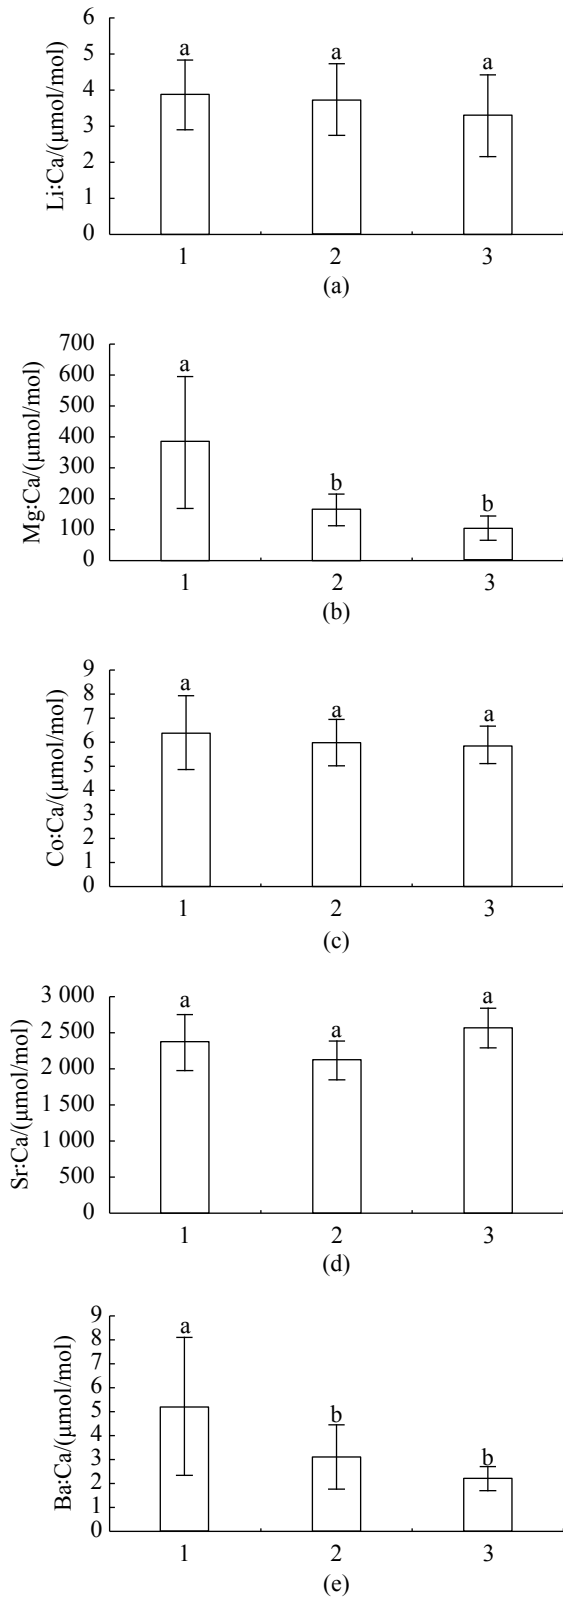 Li:Ca/(μmol/mol)
6
5
4
3
2
1
0
a
a
a
1
2
3
(a)
Mg:Ca/(μmol/mol)
700
600
500
400
300
200
100
0
a
b
b
1
2
3
(b)
Co:Ca/(μmol/mol)
9
8
7
6
5
4
3
2
1
0
a
a
a
1
2
3
(c)
Sr:Ca/(μmol/mol)
3 000
2 500
2 000
1 500
1 000
500
0
a
a
a
1
2
3
(d)
Ba:Ca/(μmol/mol)
9
8
7
6
5
4
3
2
1
0
a
b
b
1
2
3
(e)